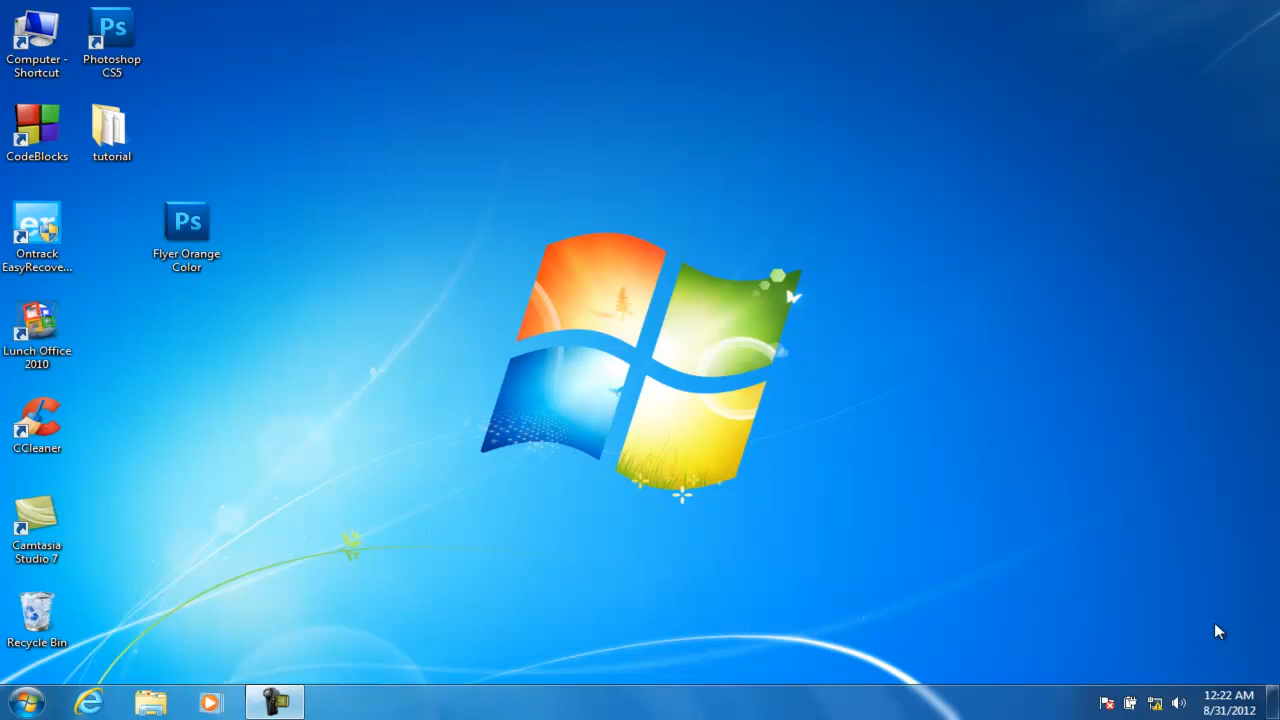 Computer -
Shortcut
Ps
Photoshop
CS5
CodeBlocks
tutorial
er
Ontrack
EasyRecove...
Ps
Flyer Orange
Color
Lunch Office
2010
CCleaner
Camtasia
Studio 7
Recycle Bin
12:22 AM
8/31/2012